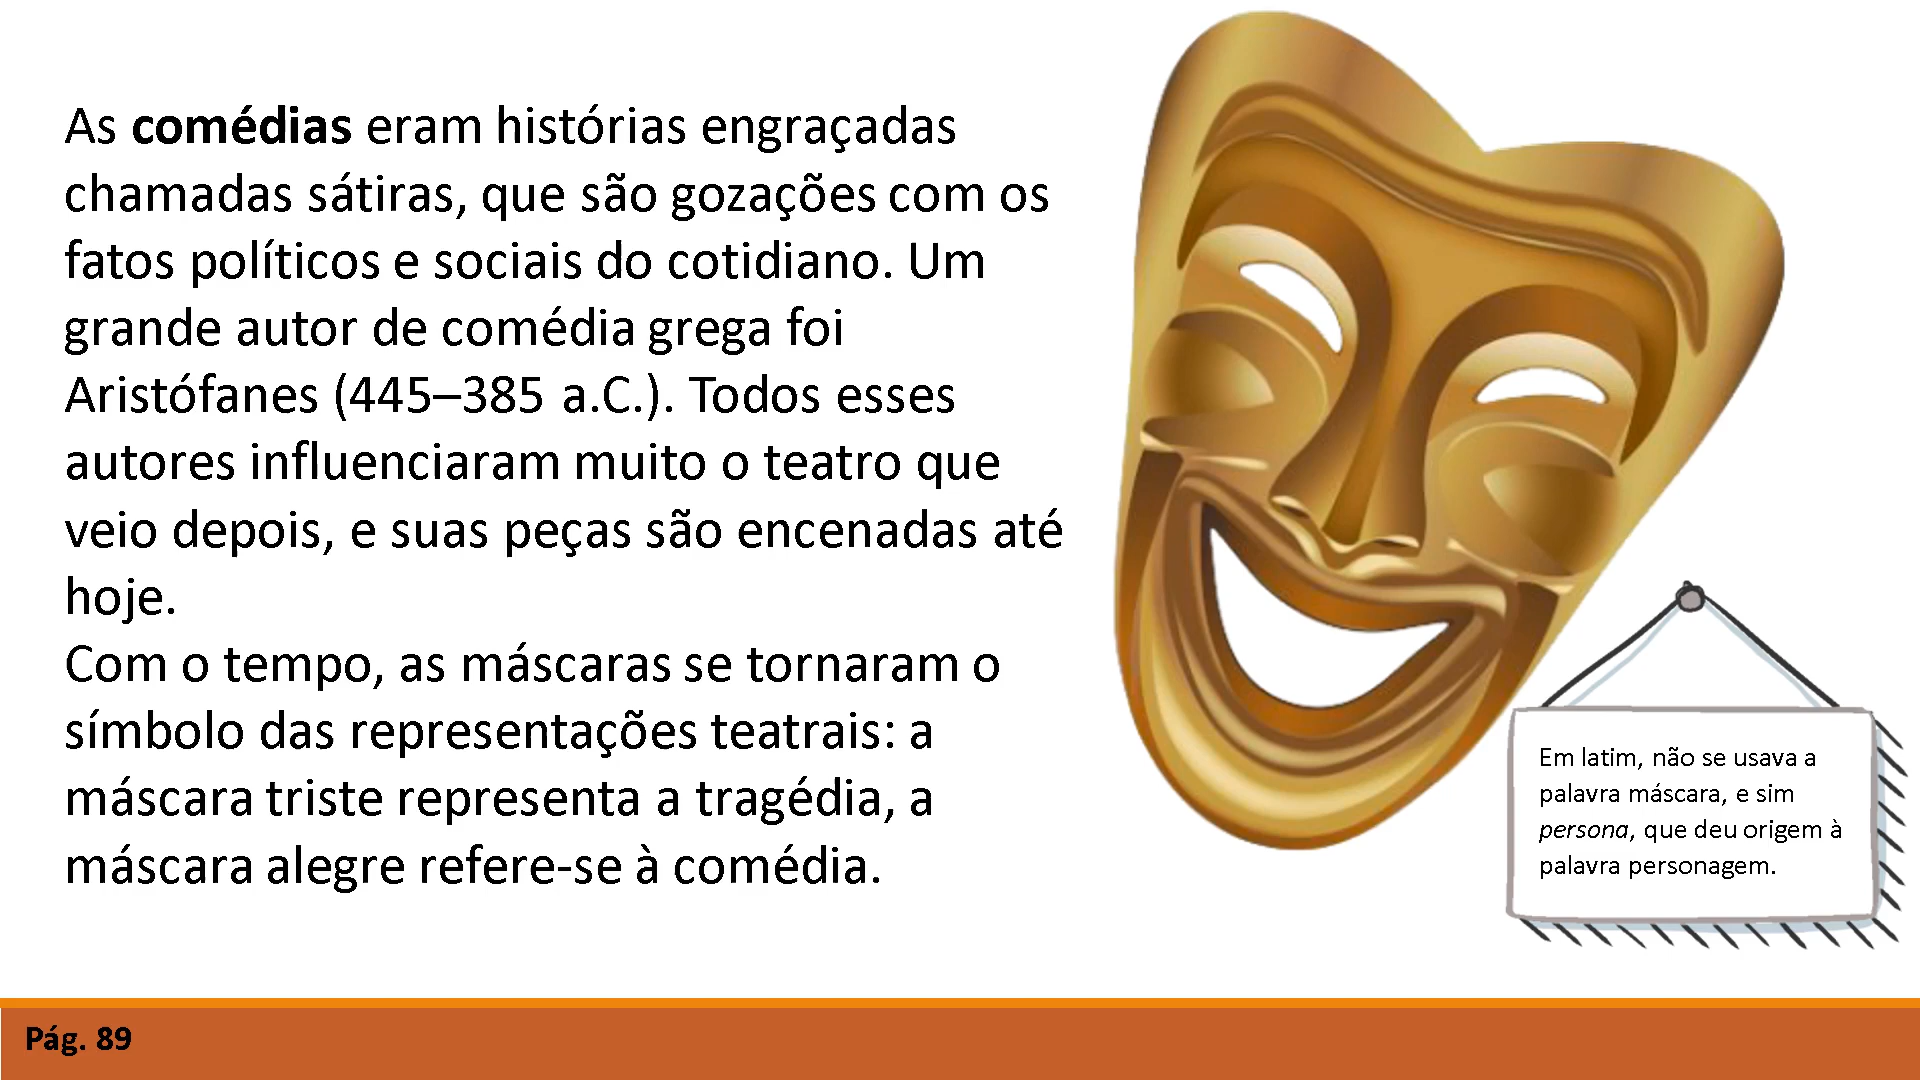 As comédias eram histórias engraçadas
chamadas sátiras, que são gozações com os
fatos políticos e sociais do cotidiano. Um
grande autor de comédia grega foi
Aristófanes (445–385 a.C.). Todos esses
autores influenciaram muito o teatro que
veio depois, e suas peças são encenadas até
hoje.
Com o tempo, as máscaras se tornaram o
símbolo das representações teatrais: a
máscara triste representa a tragédia, a
máscara alegre refere-se à comédia.
Em latim, não se usava a
palavra máscara, e sim
persona, que deu origem à
palavra personagem.
Pág. 89